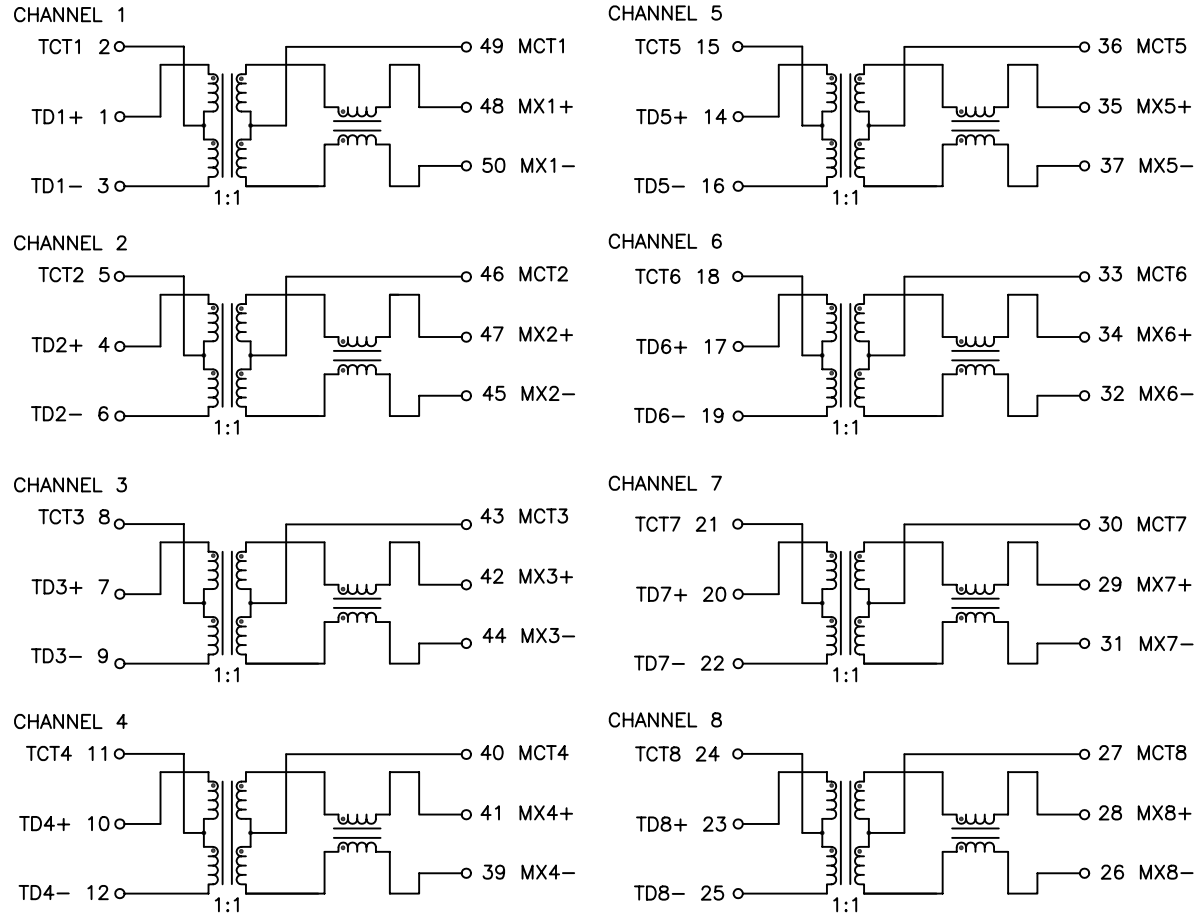 CHANNEL 1
TCT1 2
49 MCT1
48 MX1+
TD1+ 1
50 MX1-
TD1- 3
1:1
CHANNEL 2
TCT2 5
46 MCT2
47 MX2+
TD2+ 4
45 MX2-
TD2- 6
1:1
CHANNEL 3
TCT3 8
43 MCT3
42 MX3+
TD3+ 7
44 MX3-
TD3- 9
1:1
CHANNEL 4
TCT4 11
40 MCT4
41 MX4+
TD4+ 10
39 MX4-
TD4- 12
1:1
CHANNEL 5
TCT5 15
36 MCT5
35 MX5+
TD5+ 14
37 MX5-
TD5- 16
1:1
CHANNEL 6
TCT6 18
33 MCT6
34 MX6+
TD6+ 17
32 MX6-
TD6- 19
1:1
CHANNEL 7
TCT7 21
30 MCT7
29 MX7+
TD7+ 20
31 MX7-
TD7- 22
1:1
CHANNEL 8
TCT8 24
27 MCT8
28 MX8+
TD8+ 23
26 MX8-
TD8- 25
1:1